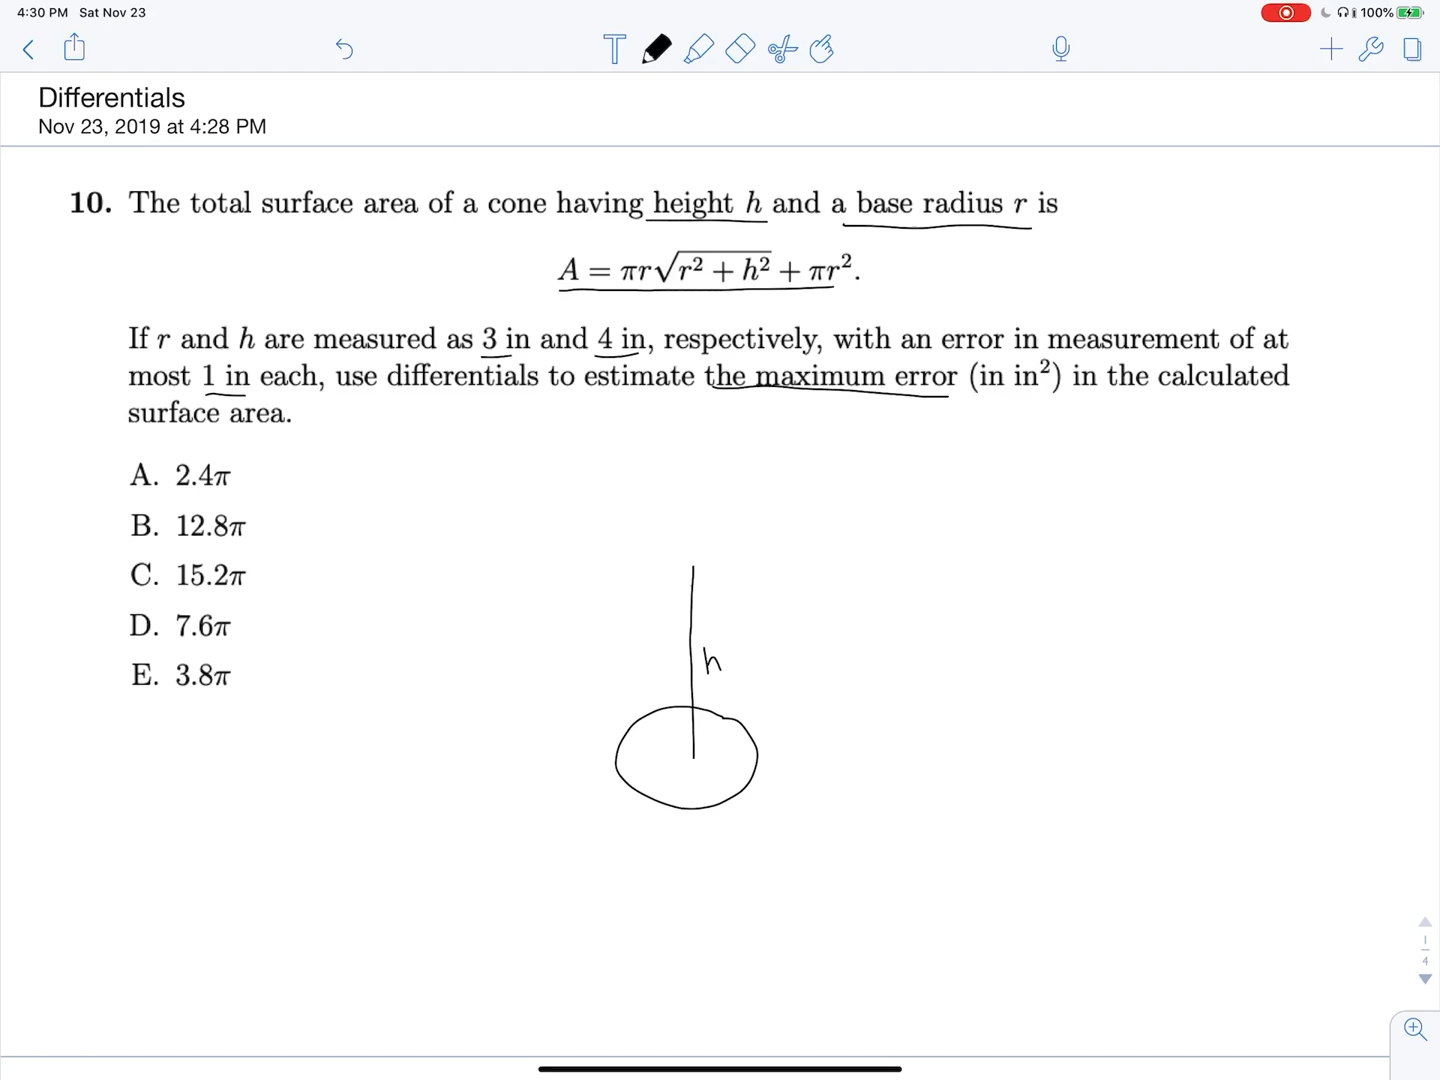 4:30 PM Sat Nov 23
100%
T
Differentials
Nov 23, 2019 at 4:28 PM
10. The total surface area of a cone having height h and a base radius r is
A = πr√(r² + h²) + πr².
If r and h are measured as 3 in and 4 in, respectively, with an error in measurement of at
most 1 in each, use differentials to estimate the maximum error (in in²) in the calculated
surface area.
A. 2.4π
B. 12.8π
C. 15.2π
D. 7.6π
E. 3.8π
h
1
4